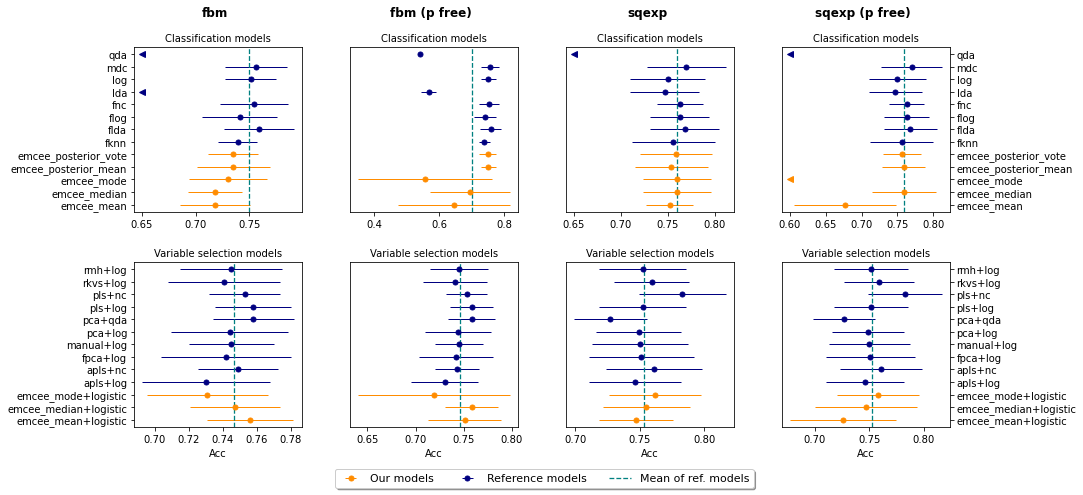 fbm
fbm (p free)
sqexp
sqexp (p free)
Classification models
Classification models
Classification models
Classification models
qda
mdc
log
lda
fnc
flog
flda
fknn
emcee_posterior_vote
emcee_posterior_mean
emcee_mode
emcee_median
emcee_mean
qda
mdc
log
lda
fnc
flog
flda
fknn
emcee_posterior_vote
emcee_posterior_mean
emcee_mode
emcee_median
emcee_mean
0.65 0.70 0.75
0.4 0.6 0.8
0.65 0.70 0.75 0.80
0.60 0.65 0.70 0.75 0.80
Variable selection models
Variable selection models
Variable selection models
Variable selection models
rmh+log
rkvs+log
pls+nc
pls+log
pca+qda
pca+log
manual+log
fpca+log
apls+nc
apls+log
emcee_mode+logistic
emcee_median+logistic
emcee_mean+logistic
rmh+log
rkvs+log
pls+nc
pls+log
pca+qda
pca+log
manual+log
fpca+log
apls+nc
apls+log
emcee_mode+logistic
emcee_median+logistic
emcee_mean+logistic
0.70 0.72 0.74 0.76 0.78
0.65 0.70 0.75 0.80
0.70 0.75 0.80
0.70 0.75 0.80
Acc
Acc
Acc
Acc
Our models
Reference models
Mean of ref. models